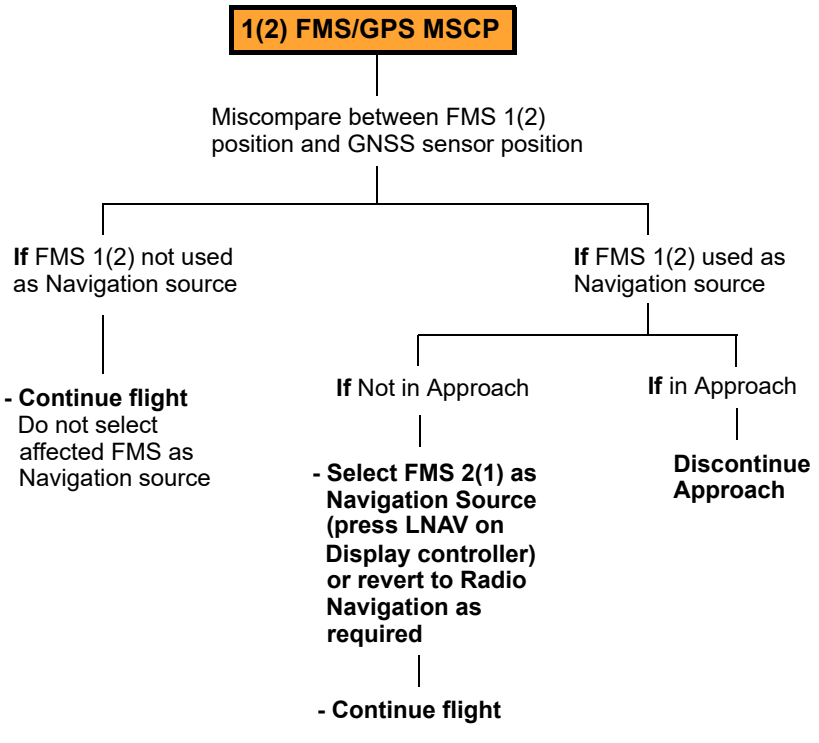 1(2) FMS/GPS MSCP
Miscompare between FMS 1(2)
position and GNSS sensor position
If FMS 1(2) not used
as Navigation source
- Continue flight
Do not select
affected FMS as
Navigation source
If FMS 1(2) used as
Navigation source
If Not in Approach
- Select FMS 2(1) as
Navigation Source
(press LNAV on
Display controller)
or revert to Radio
Navigation as
required
- Continue flight
If in Approach
Discontinue
Approach